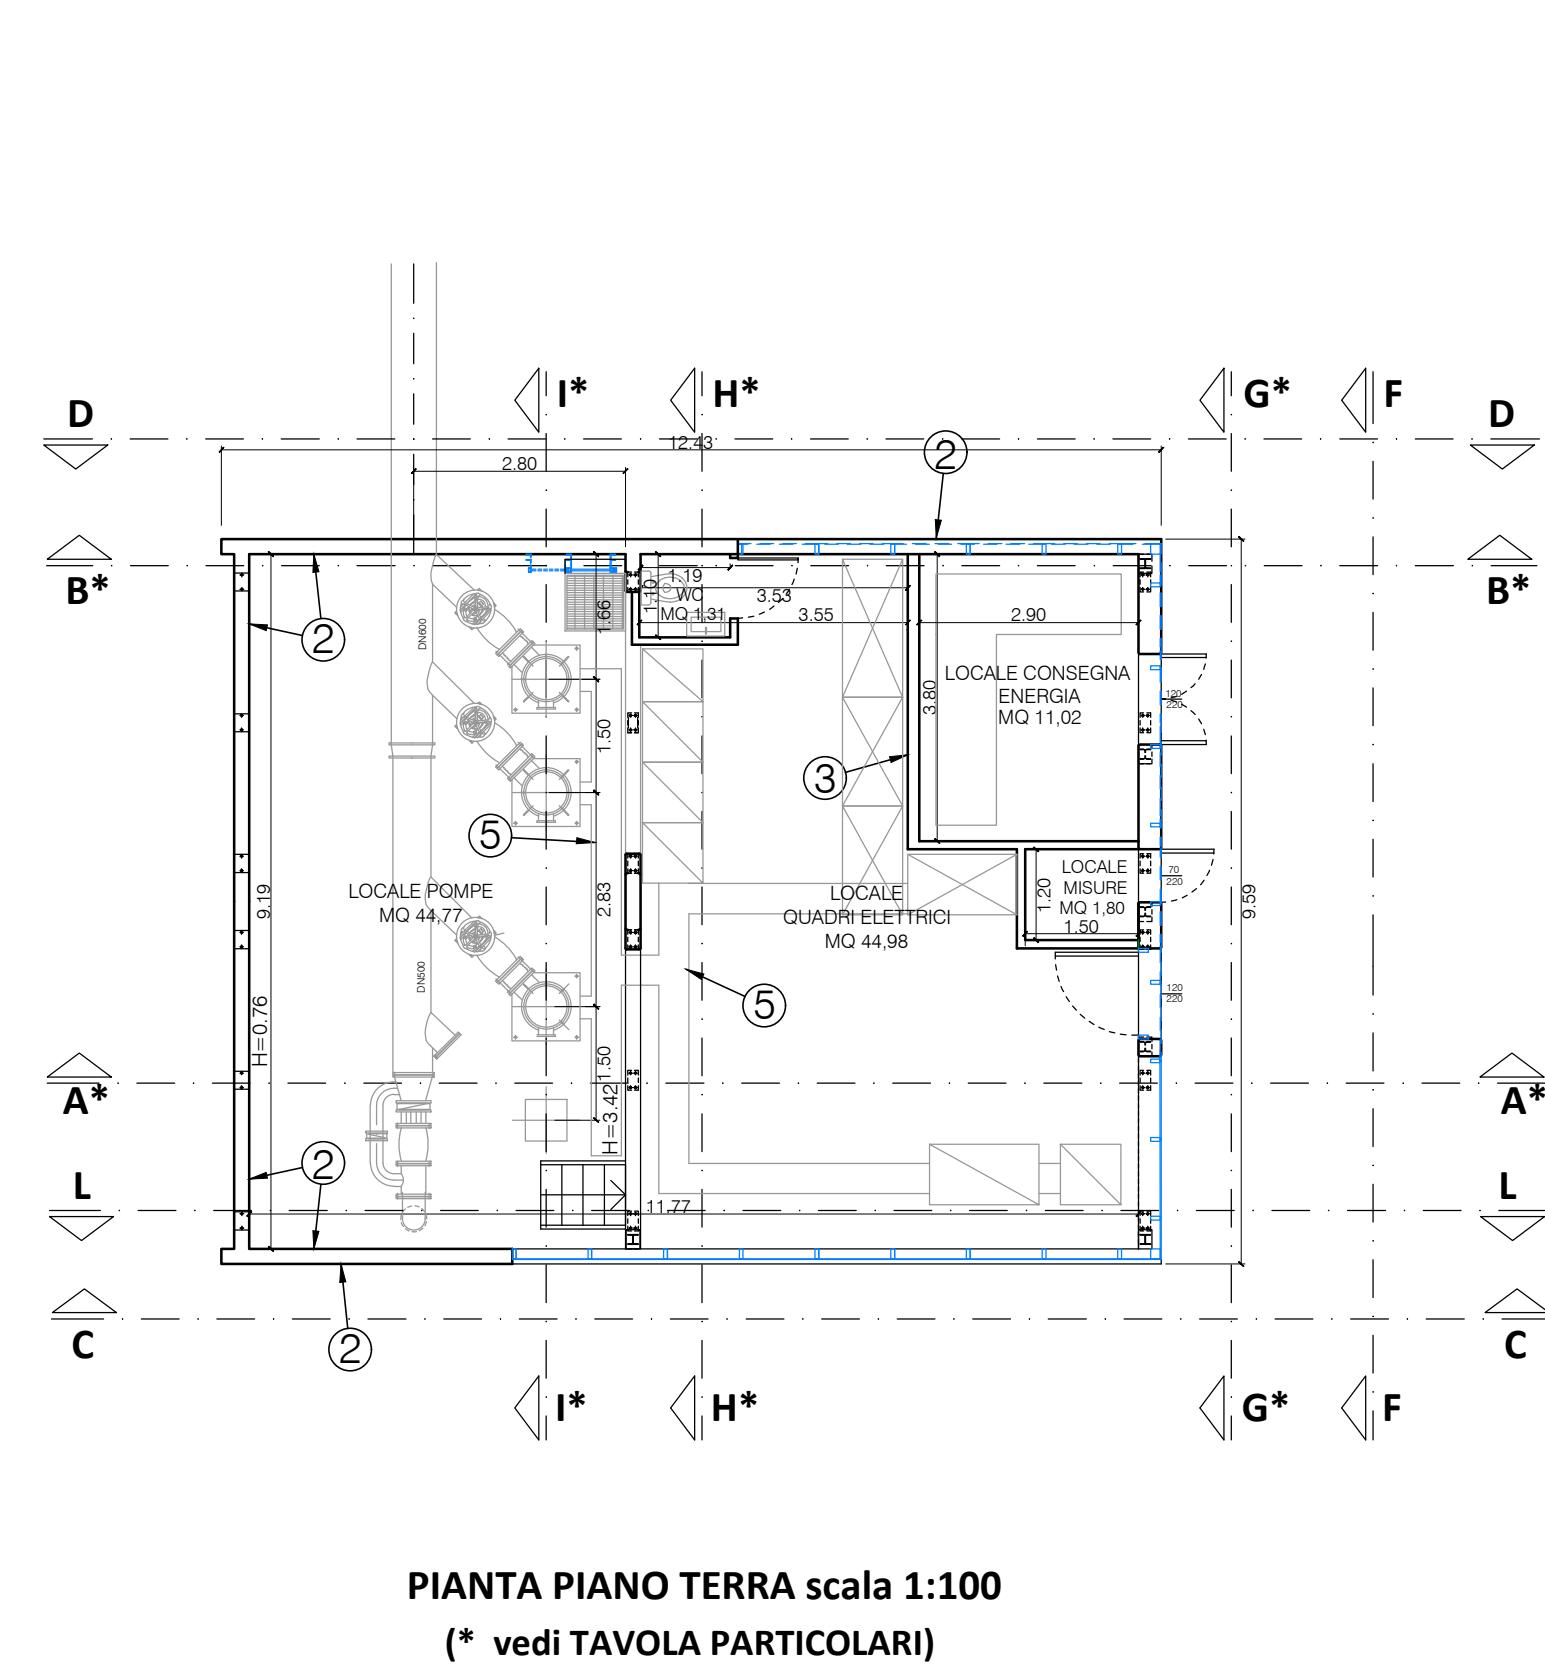 I*
H*
G*
F
D
D
12.43
2.80
2
B*
B*
1.19
WC
MQ 1.31
1.10
3.53
3.55
2.90
1.66
2
DN600
LOCALE CONSEGNA
ENERGIA
MQ 11,02
3.80
120
220
1.50
3
5
LOCALE POMPE
MQ 44,77
9.19
2.83
LOCALE
QUADRI ELETTRICI
MQ 44,98
LOCALE
MISURE
MQ 1,80
1.20
1.50
70
220
9.59
DN500
5
120
220
H=0.76
1.50
H=3.42
A*
A*
2
L
L
11.77
C
C
2
I*
H*
G*
F
PIANTA PIANO TERRA scala 1:100
(* vedi TAVOLA PARTICOLARI)